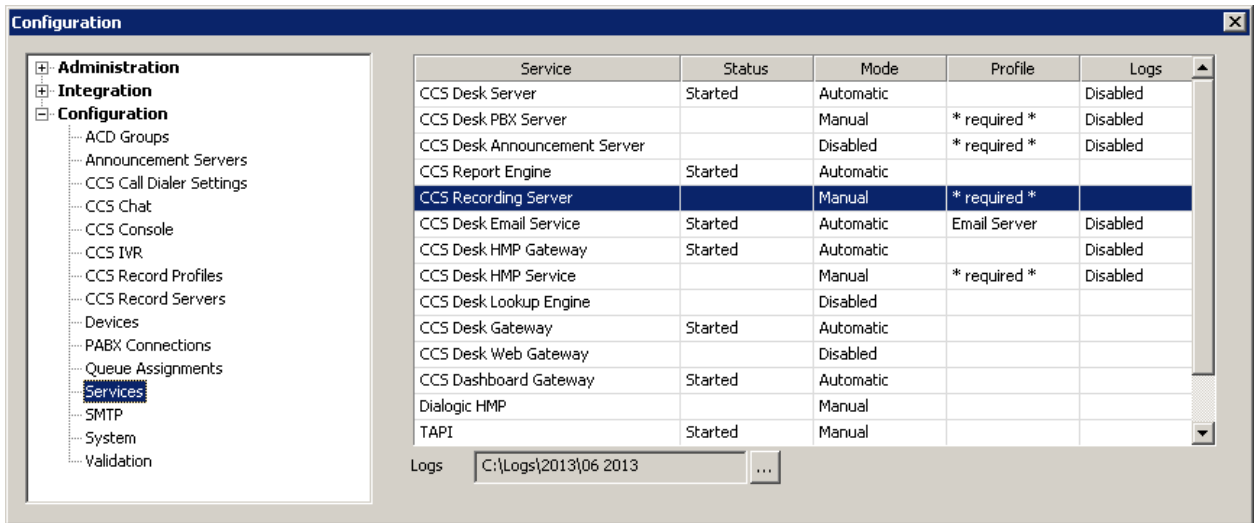 Configuration
Administration
Integration
Configuration
ACD Groups
Announcement Servers
CCS Call Dialer Settings
CCS Chat
CCS Console
CCS IVR
CCS Record Profiles
CCS Record Servers
Devices
PABX Connections
Queue Assignments
Services
SMTP
System
Validation
Service Status Mode Profile Logs
CCS Desk Server Started Automatic Disabled
CCS Desk PBX Server Manual * required * Disabled
CCS Desk Announcement Server Disabled * required * Disabled
CCS Report Engine Started Automatic
CCS Recording Server Manual * required *
CCS Desk Email Service Started Automatic Email Server Disabled
CCS Desk HMP Gateway Started Automatic Disabled
CCS Desk HMP Service Manual * required * Disabled
CCS Desk Lookup Engine Disabled
CCS Desk Gateway Started Automatic
CCS Desk Web Gateway Disabled
CCS Dashboard Gateway Started Automatic
Dialogic HMP Manual
TAPI Started Manual
Logs C:\Logs\2013\06 2013 ...